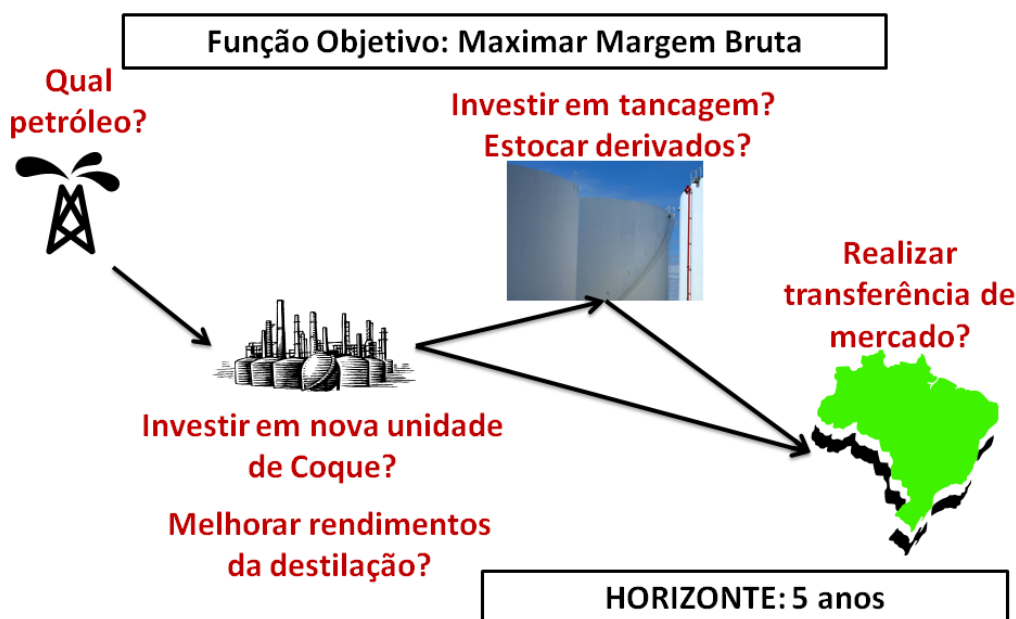 Função Objetivo: Maximar Margem Bruta
Qual
petróleo?
Investir em tancagem?
Estocar derivados?
Realizar
transferência de
mercado?
Investir em nova unidade
de Coque?
Melhorar rendimentos
da destilação?
HORIZONTE: 5 anos